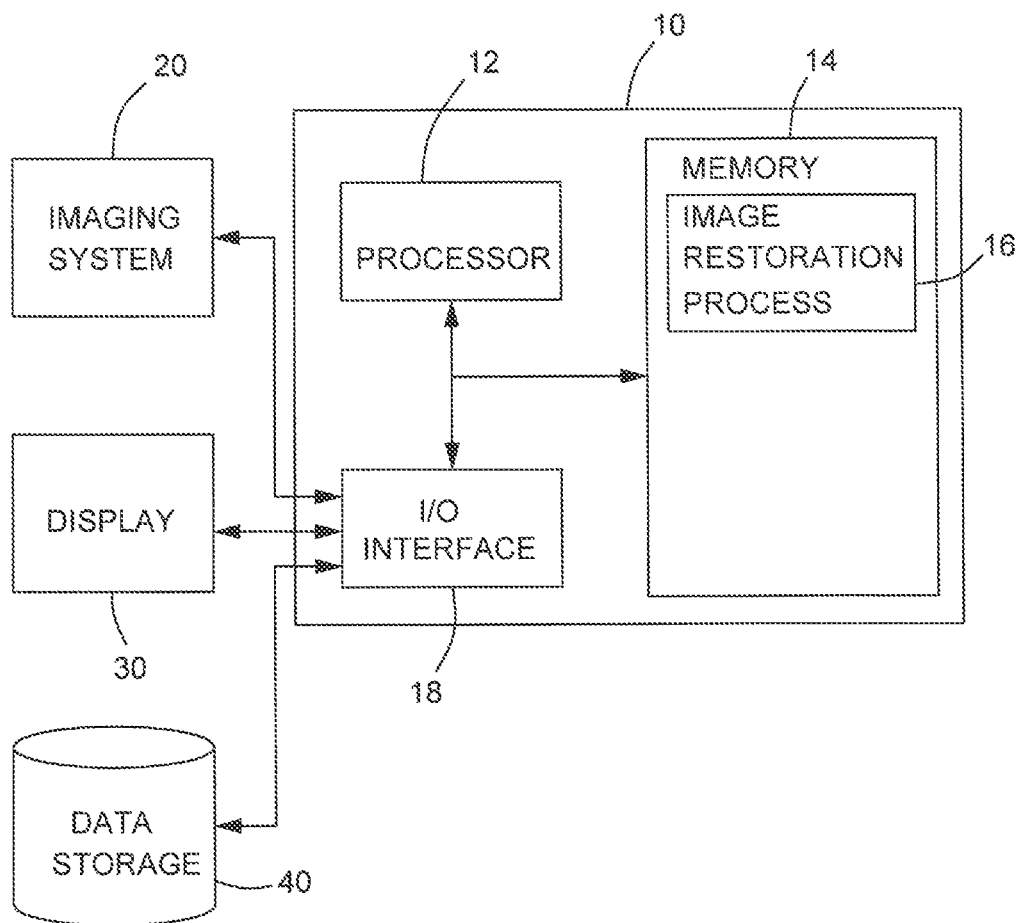 10
20
12
14
IMAGING
SYSTEM
PROCESSOR
MEMORY
IMAGE
RESTORATION
PROCESS
16
DISPLAY
30
I/O
INTERFACE
18
DATA
STORAGE
40